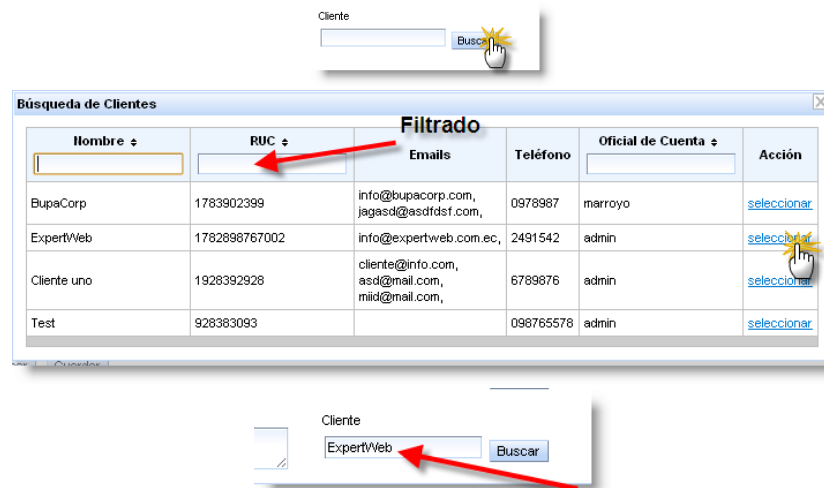 Cliente
Buscar
Búsqueda de Clientes
Filtrado
Nombre RUC Emails Teléfono Oficial de Cuenta Acción
BupaCorp 1783902399 info@bupacorp.com, 0978987 marroyo seleccionar
jagasd@asdfdsf.com,
ExpertWeb 1782898767002 info@expertweb.com.ec, 2491542 admin seleccionar
cliente@info.com,
Cliente uno 1928392928 asd@mail.com, 6789876 admin seleccionar
miid@mail.com,
Test 928383093 098765578 admin seleccionar
Cliente
ExpertWeb Buscar